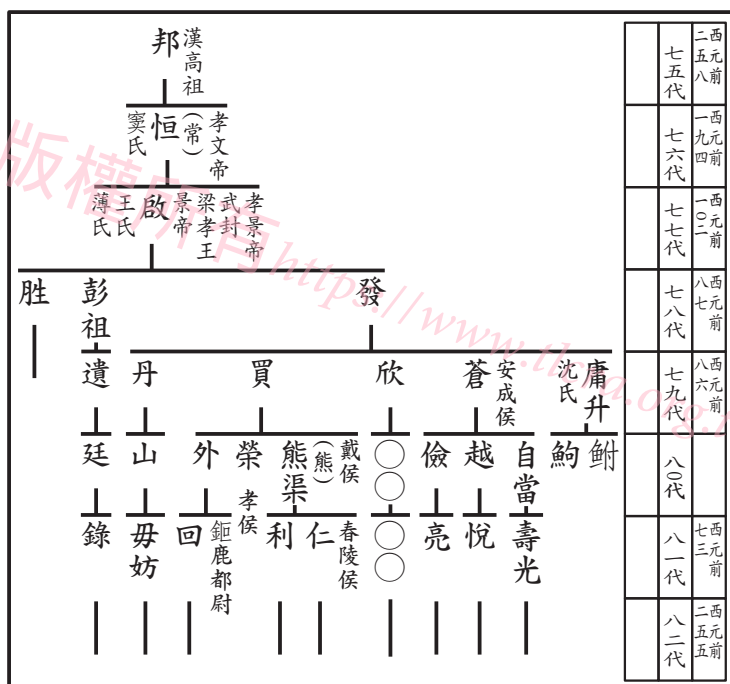 西元前二五八
七五代
西元前一九四
七六代
西元前一〇一
七七代
西元前八七
七八代
西元前八六
七九代
八〇代
西元前七三
八一代
西元前二五五
八二代
漢高祖
邦
孝文帝
(常)
恒
竇氏
孝景帝
武封
梁孝王
景帝
啟
王氏
薄氏
發
彭祖
胜
庸升
沈氏
安成侯
蒼
欣
買
丹
遺
鮒
鮈
自當
越
儉
〇〇
戴侯
(熊)
熊渠
榮
孝侯
外
山
廷
壽光
悅
亮
〇〇
春陵侯
仁
利
鉅鹿都尉
回
毋妨
錄
版權所有 https://www.tlcra.org.